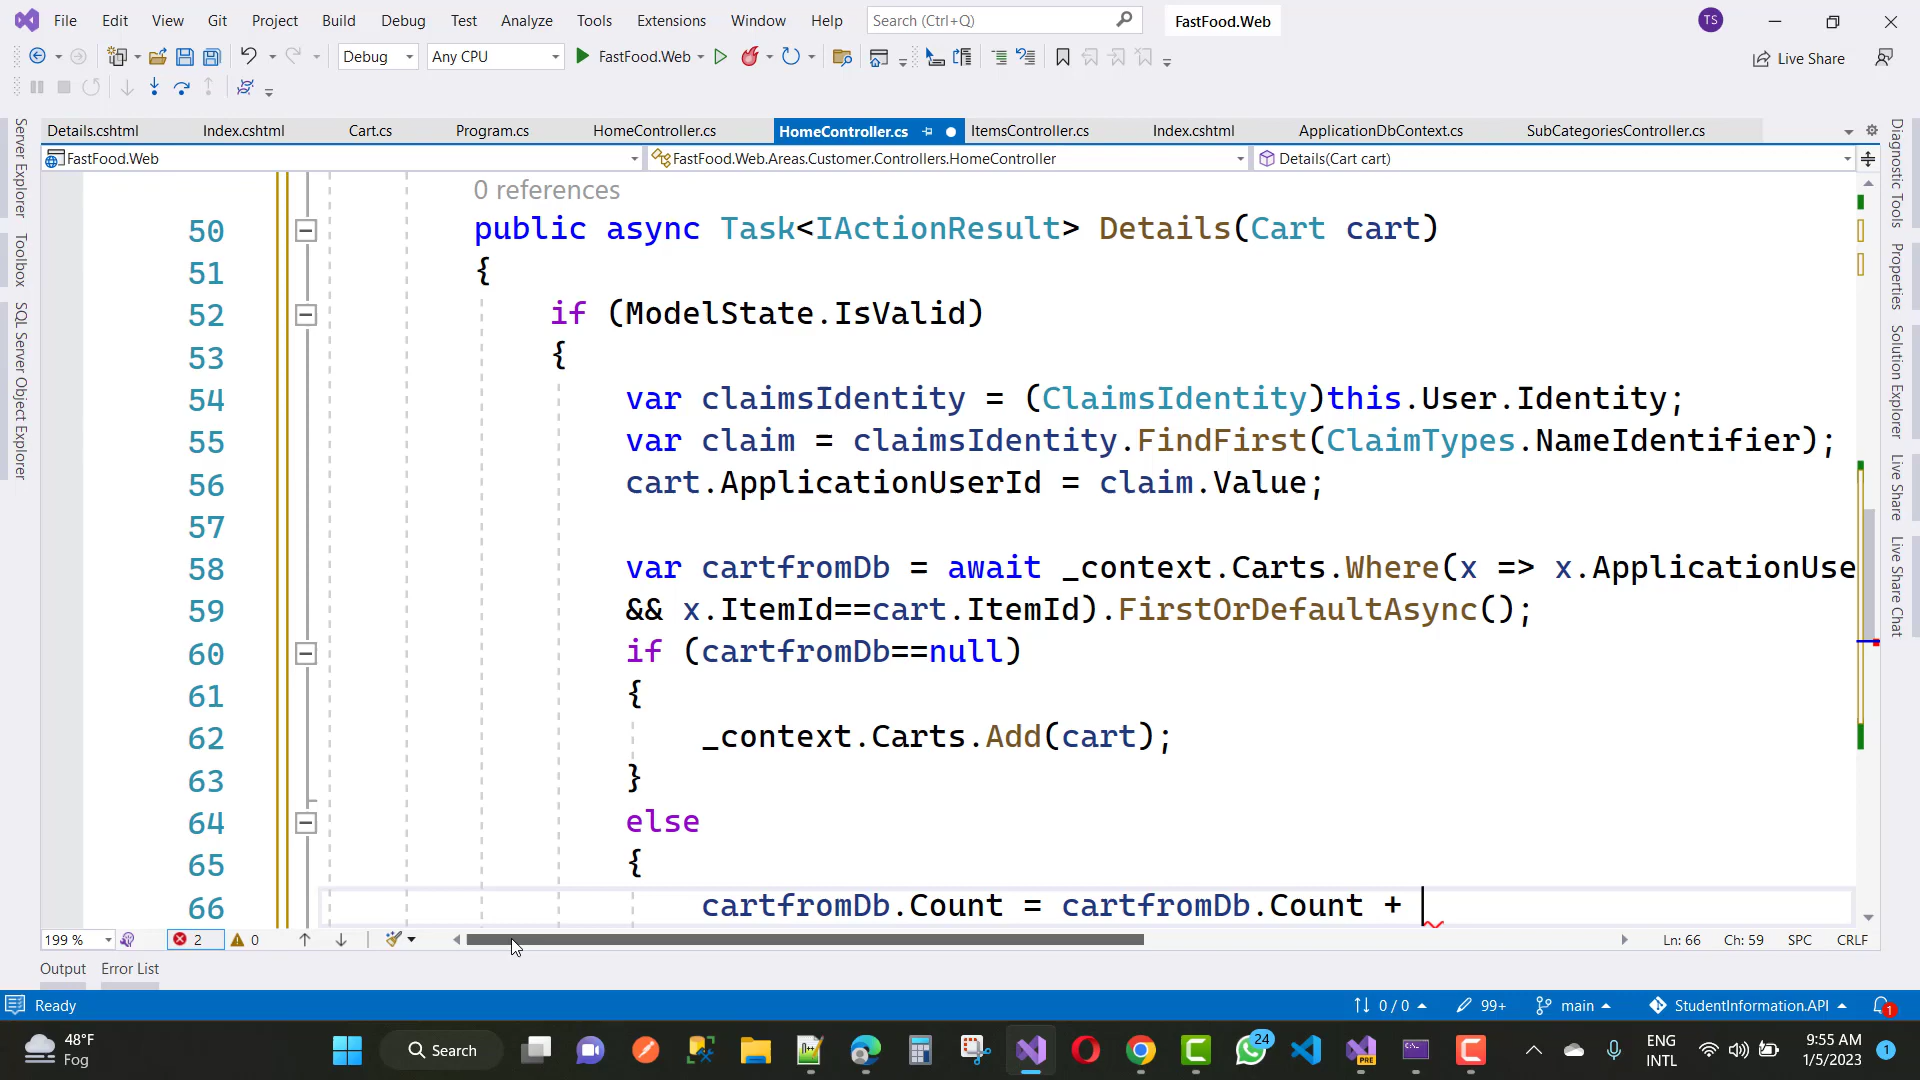 File Edit View Git Project Build Debug Test Analyze Tools Extensions Window Help Search (Ctrl+Q) FastFood.Web TS
Debug Any CPU FastFood.Web Live Share
Details.cshtml Index.cshtml Cart.cs Program.cs HomeController.cs HomeController.cs ItemsController.cs Index.cshtml ApplicationDbContext.cs SubCategoriesController.cs
FastFood.Web FastFood.Web.Areas.Customer.Controllers.HomeController Details(Cart cart)
Server Explorer
Toolbox
SQL Server Object Explorer
0 references
50 public async Task<IActionResult> Details(Cart cart)
51 {
52 if (ModelState.IsValid)
53 {
54 var claimsIdentity = (ClaimsIdentity)this.User.Identity;
55 var claim = claimsIdentity.FindFirst(ClaimTypes.NameIdentifier);
56 cart.ApplicationUserId = claim.Value;
57
58 var cartfromDb = await _context.Carts.Where(x => x.ApplicationUse
59 && x.ItemId==cart.ItemId).FirstOrDefaultAsync();
60 if (cartfromDb==null)
61 {
62 _context.Carts.Add(cart);
63 }
64 else
65 {
66 cartfromDb.Count = cartfromDb.Count +
Diagnostic Tools
Properties
Solution Explorer
Live Share
Live Share Chat
199 % 2 0 Ln: 66 Ch: 59 SPC CRLF
Output Error List
Ready 0 / 0 99+ main StudentInformation.API 1
48°F
Fog
Search 24 PRE ENG
INTL
9:55 AM
1/5/2023
1